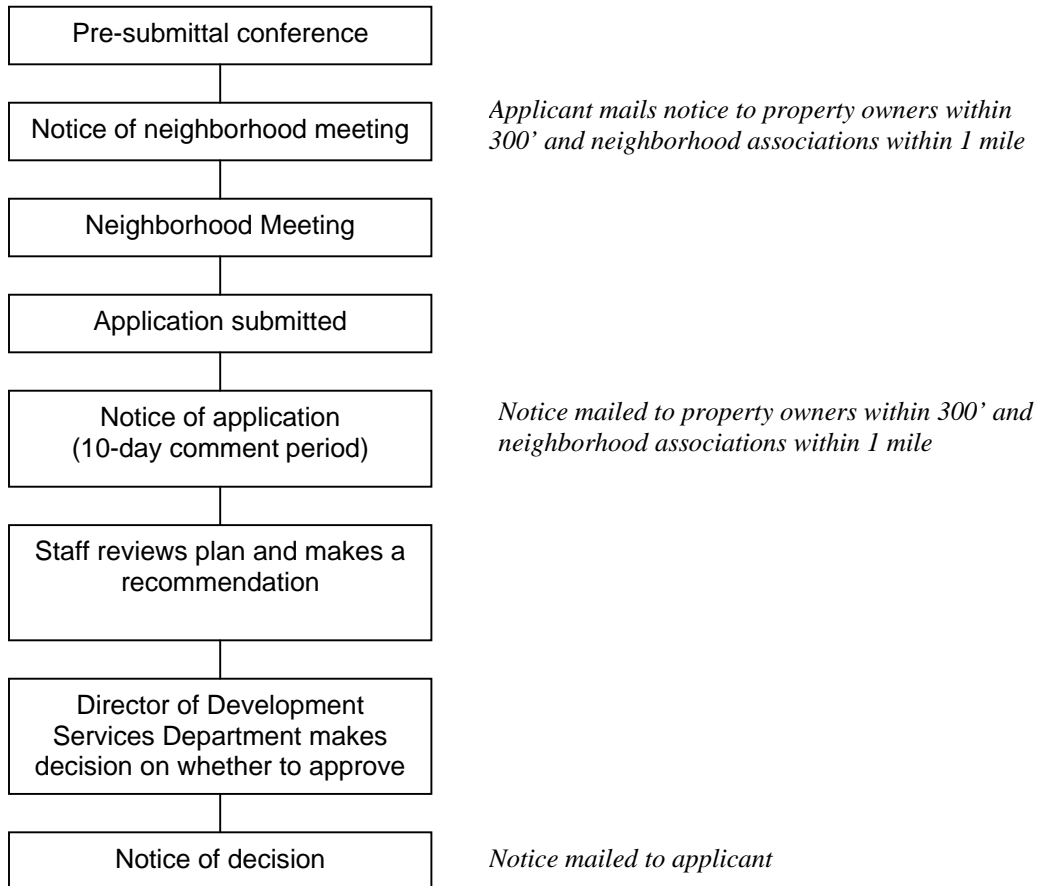 Pre-submittal conference
Notice of neighborhood meeting
Applicant mails notice to property owners within
300’ and neighborhood associations within 1 mile
Neighborhood Meeting
Application submitted
Notice of application
(10-day comment period)
Notice mailed to property owners within 300’ and
neighborhood associations within 1 mile
Staff reviews plan and makes a
recommendation
Director of Development
Services Department makes
decision on whether to approve
Notice of decision
Notice mailed to applicant